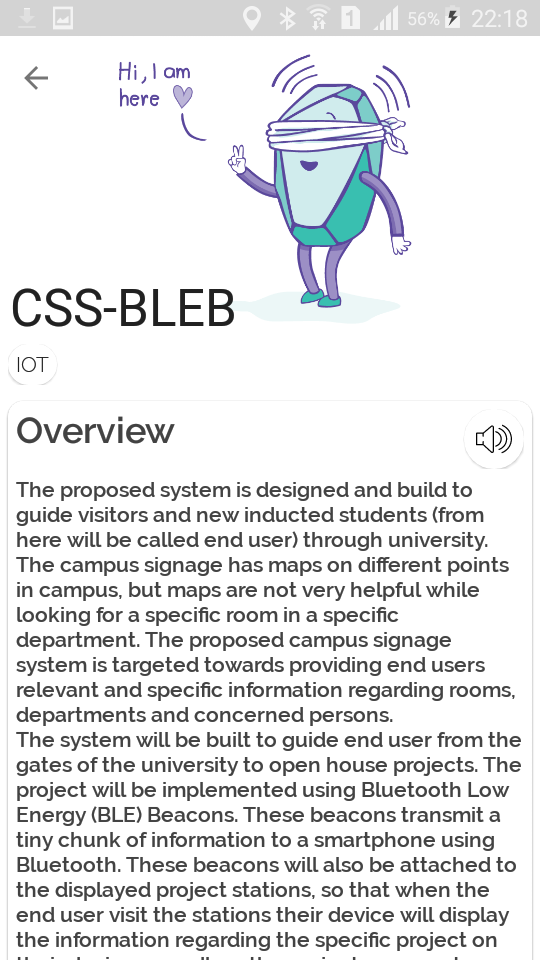 1 56% 22:18
Hi, I am
here
CSS-BLEB
IOT
Overview
The proposed system is designed and build to
guide visitors and new inducted students (from
here will be called end user) through university.
The campus signage has maps on different points
in campus, but maps are not very helpful while
looking for a specific room in a specific
department. The proposed campus signage
system is targeted towards providing end users
relevant and specific information regarding rooms,
departments and concerned persons.
The system will be built to guide end user from the
gates of the university to open house projects. The
project will be implemented using Bluetooth Low
Energy (BLE) Beacons. These beacons transmit a
tiny chunk of information to a smartphone using
Bluetooth. These beacons will also be attached to
the displayed project stations, so that when the
end user visit the stations their device will display
the information regarding the specific project on